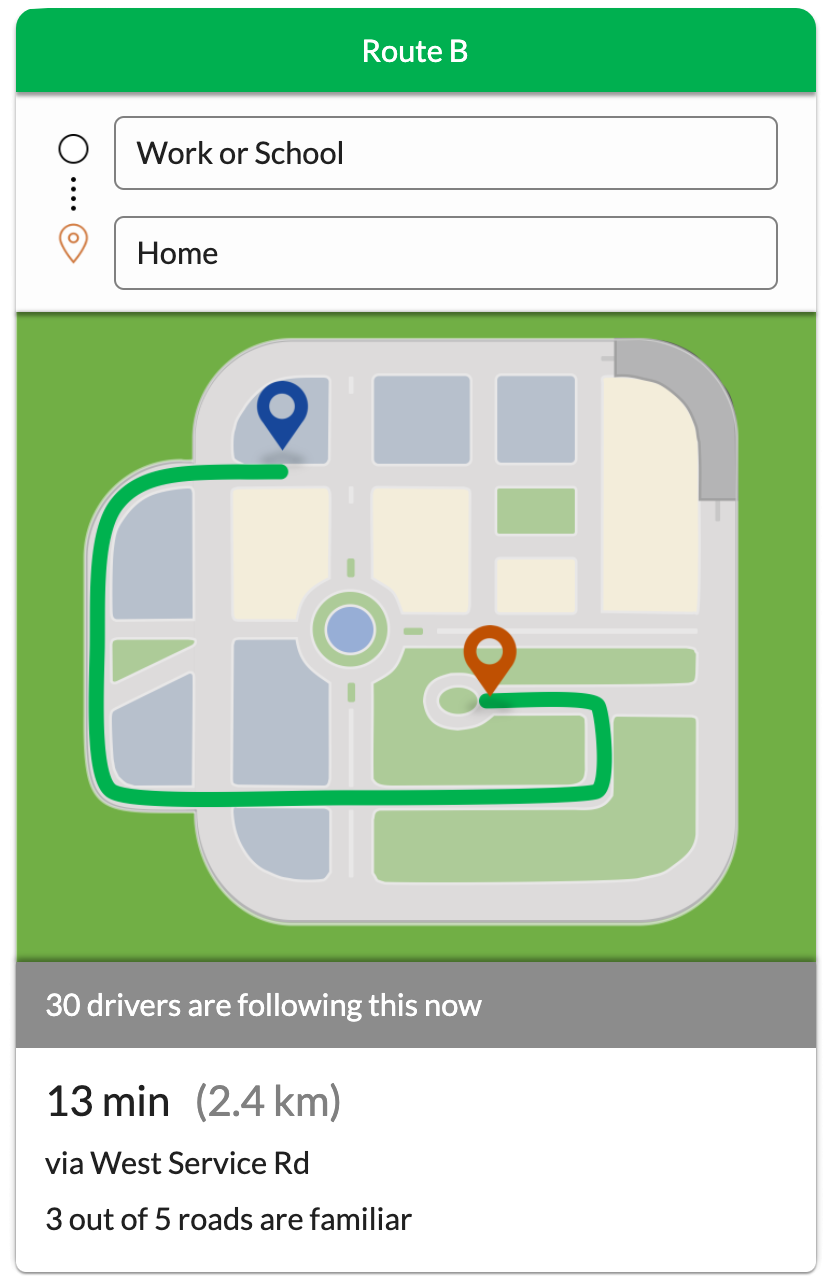 Route B
Work or School
Home
30 drivers are following this now
13 min (2.4 km)
via West Service Rd
3 out of 5 roads are familiar